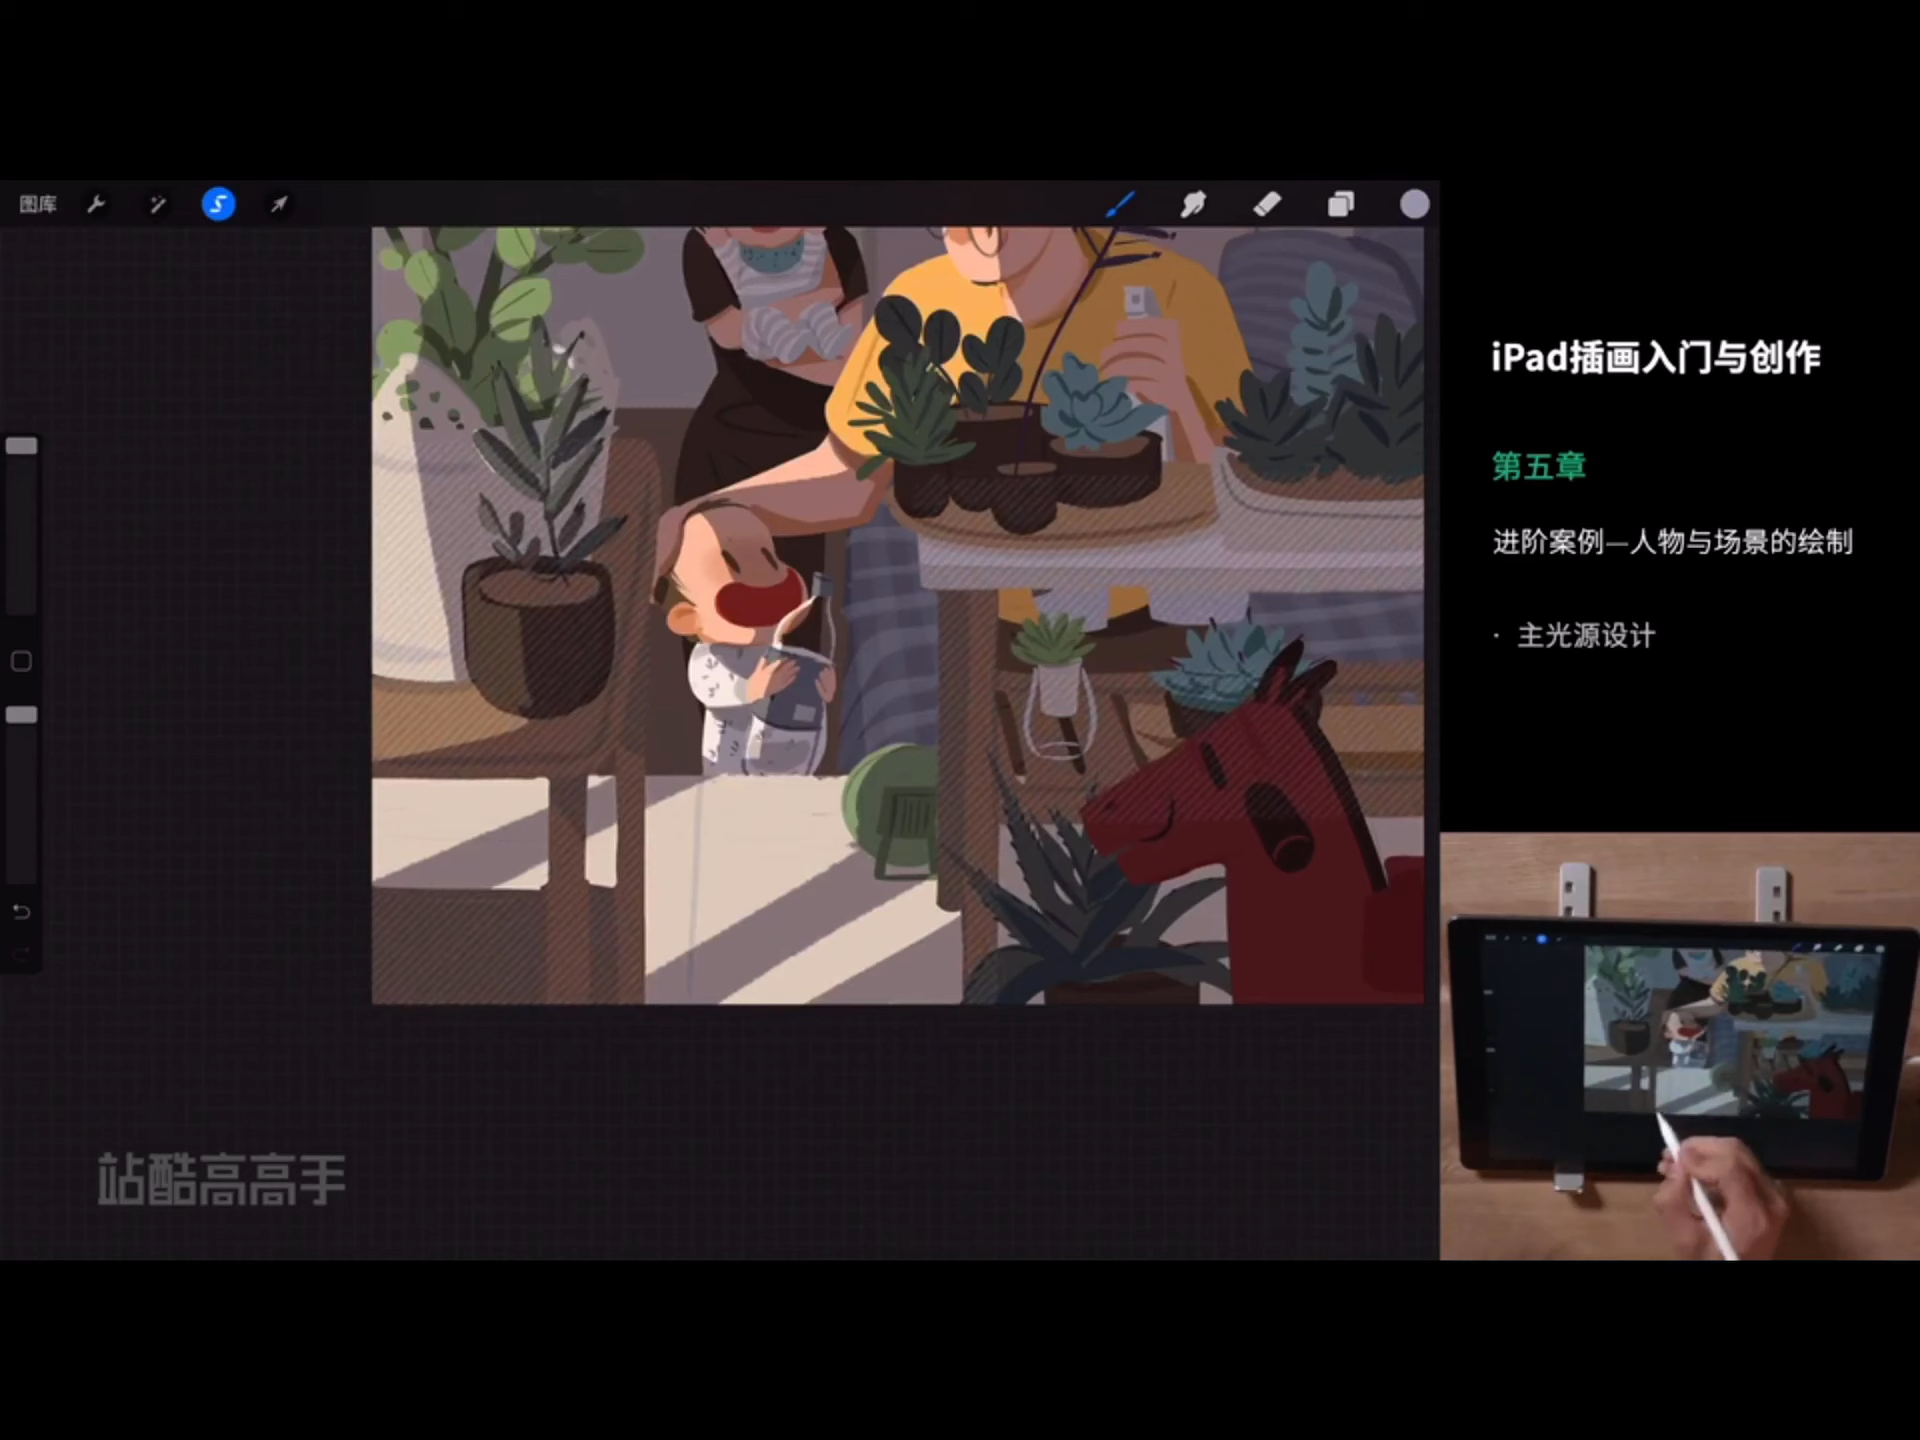 图库
iPad插画入门与创作
第五章
进阶案例—人物与场景的绘制
· 主光源设计
站酷高高手